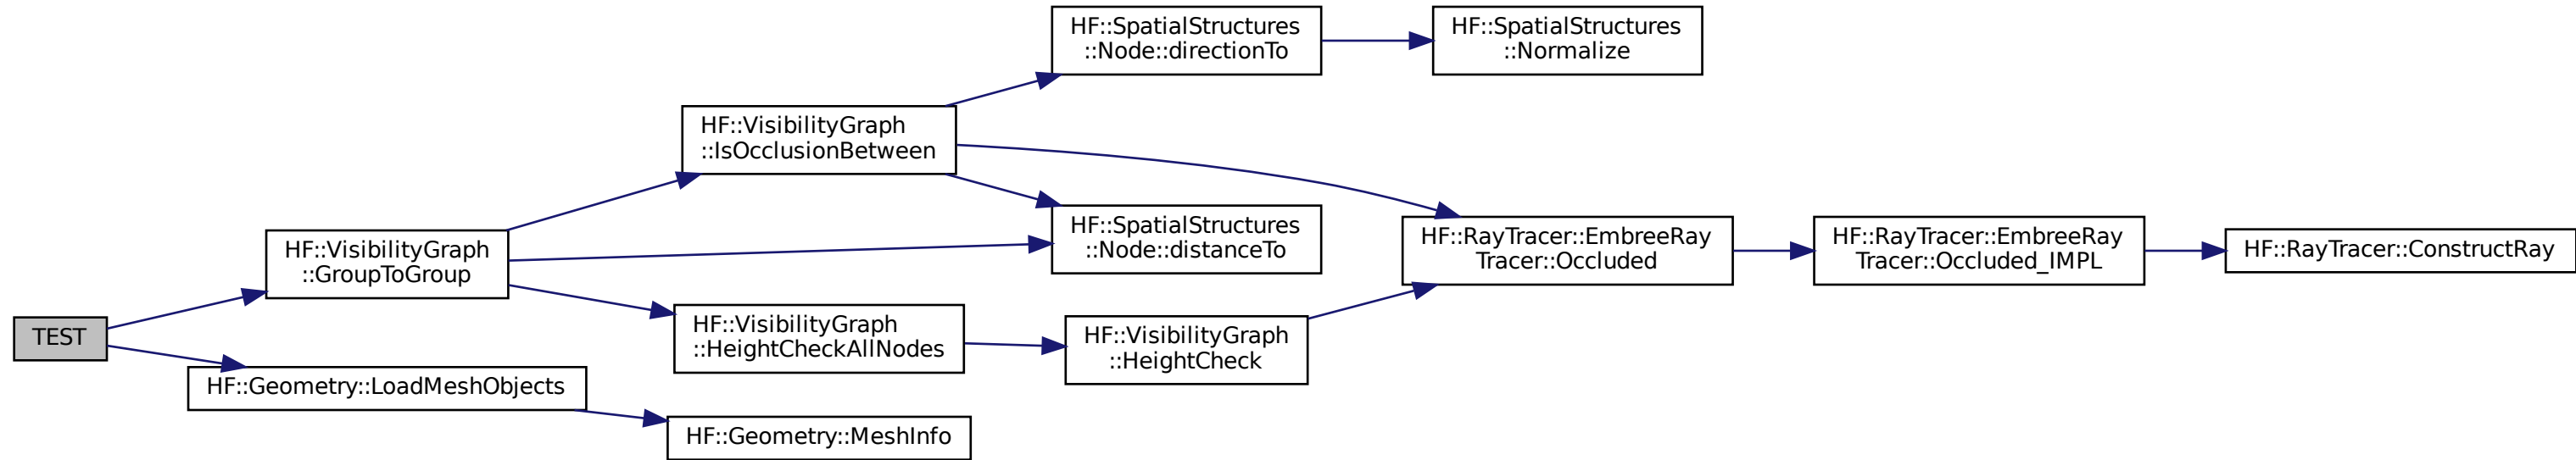 TEST
HF::VisibilityGraph
::GroupToGroup
HF::Geometry::LoadMeshObjects
HF::VisibilityGraph
::IsOcclusionBetween
HF::VisibilityGraph
::HeightCheckAllNodes
HF::Geometry::MeshInfo
HF::SpatialStructures
::Node::directionTo
HF::SpatialStructures
::Node::distanceTo
HF::VisibilityGraph
::HeightCheck
HF::SpatialStructures
::Normalize
HF::RayTracer::EmbreeRay
Tracer::Occluded
HF::RayTracer::EmbreeRay
Tracer::Occluded_IMPL
HF::RayTracer::ConstructRay